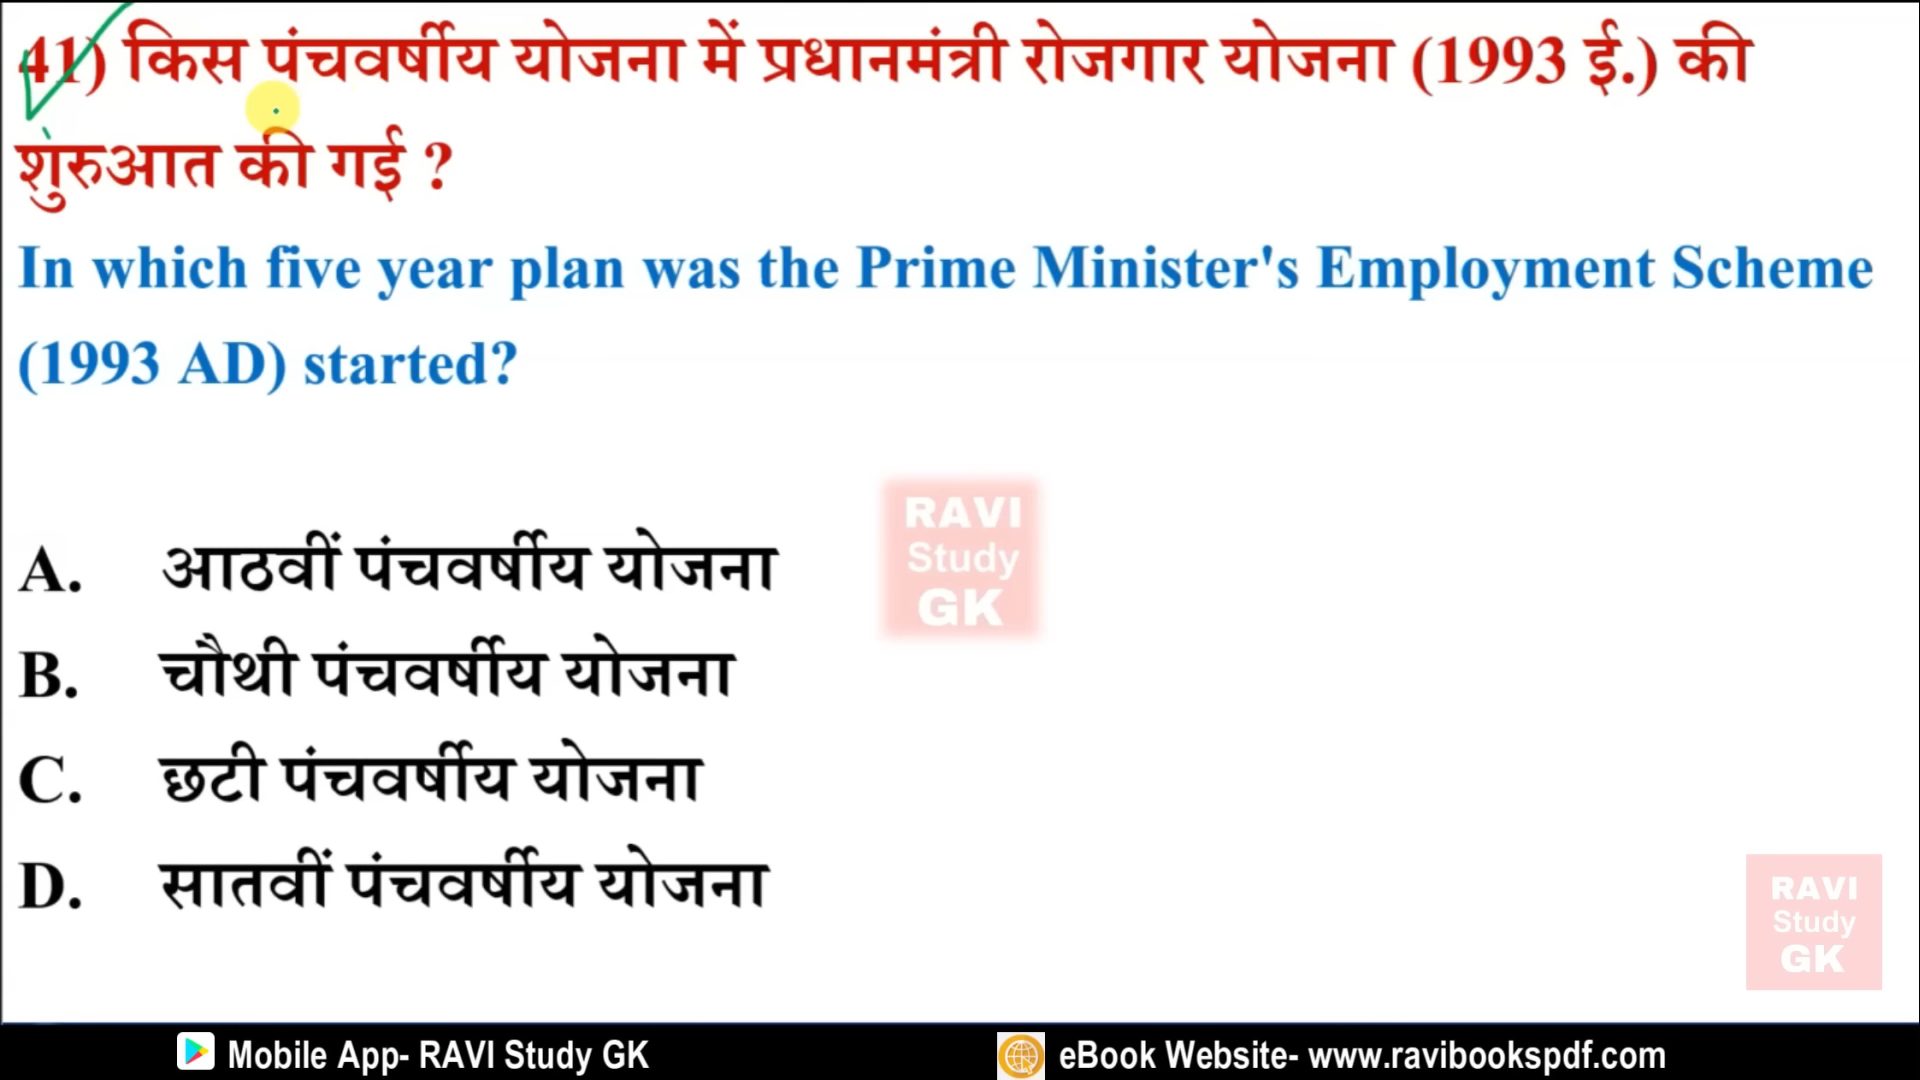 41) किस पंचवर्षीय योजना में प्रधानमंत्री रोजगार योजना (1993 ई.) की
शुरुआत की गई ?
In which five year plan was the Prime Minister's Employment Scheme
(1993 AD) started?
RAVI
Study
GK
A. आठवीं पंचवर्षीय योजना
B. चौथी पंचवर्षीय योजना
C. छटी पंचवर्षीय योजना
D. सातवीं पंचवर्षीय योजना
RAVI
Study
GK
Mobile App- RAVI Study GK
eBook Website- www.ravibookspdf.com